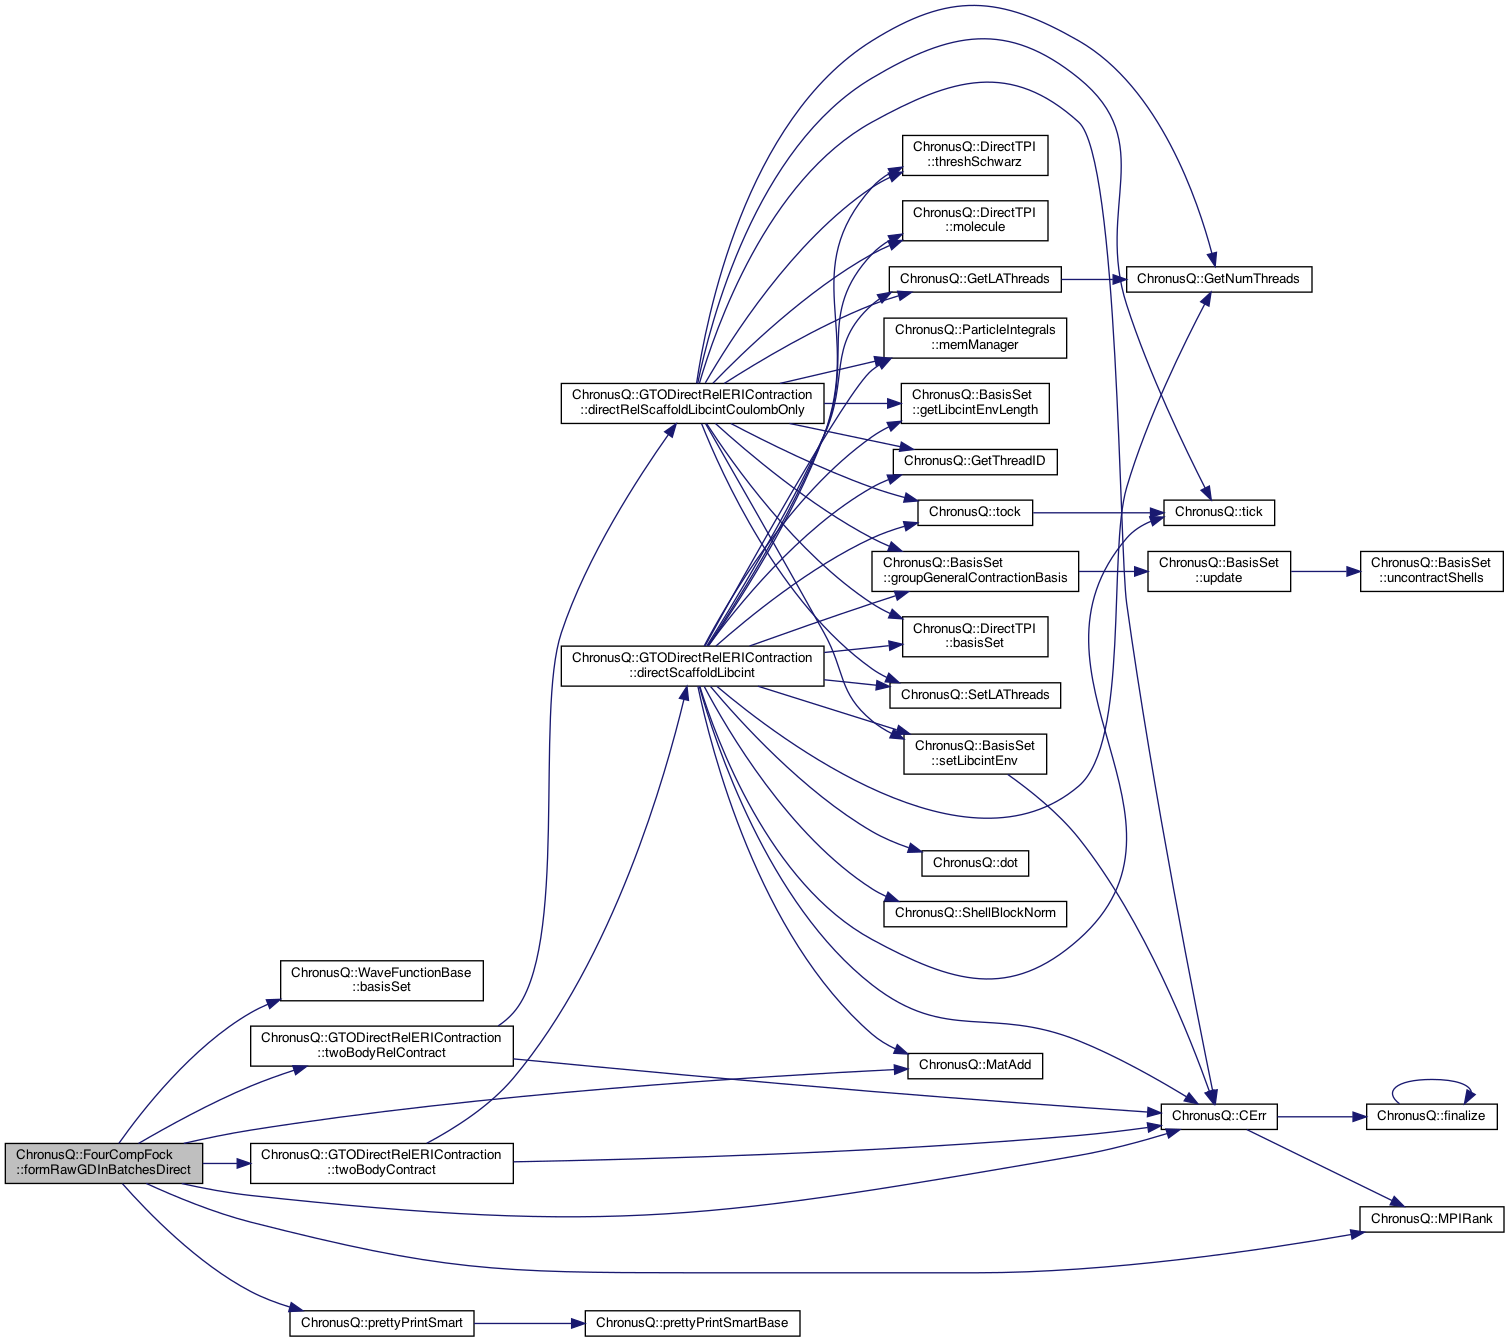 ChronusQ::DirectTPI
::threshSchwarz
ChronusQ::DirectTPI
::molecule
ChronusQ::GetLAThreads
ChronusQ::GetNumThreads
ChronusQ::ParticleIntegrals
::memManager
ChronusQ::GTODirectRelERIContraction
::directRelScaffoldLibcintCoulombOnly
ChronusQ::BasisSet
::getLibcintEnvLength
ChronusQ::GetThreadID
ChronusQ::tock
ChronusQ::tick
ChronusQ::BasisSet
::groupGeneralContractionBasis
ChronusQ::BasisSet
::update
ChronusQ::BasisSet
::uncontractShells
ChronusQ::DirectTPI
::basisSet
ChronusQ::GTODirectRelERIContraction
::directScaffoldLibcint
ChronusQ::SetLAThreads
ChronusQ::BasisSet
::setLibcintEnv
ChronusQ::dot
ChronusQ::ShellBlockNorm
ChronusQ::WaveFunctionBase
::basisSet
ChronusQ::GTODirectRelERIContraction
::twoBodyRelContract
ChronusQ::MatAdd
ChronusQ::CErr
ChronusQ::finalize
ChronusQ::FourCompFock
::formRawGDInBatchesDirect
ChronusQ::GTODirectRelERIContraction
::twoBodyContract
ChronusQ::MPIRank
ChronusQ::prettyPrintSmart
ChronusQ::prettyPrintSmartBase